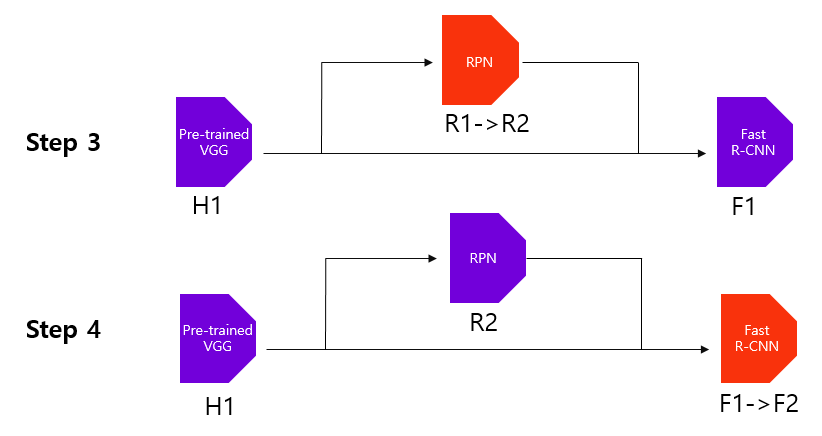 RPN
R1->R2
Step 3
Pre-trained
VGG
Fast
R-CNN
H1
F1
RPN
R2
Step 4
Pre-trained
VGG
Fast
R-CNN
H1
F1->F2